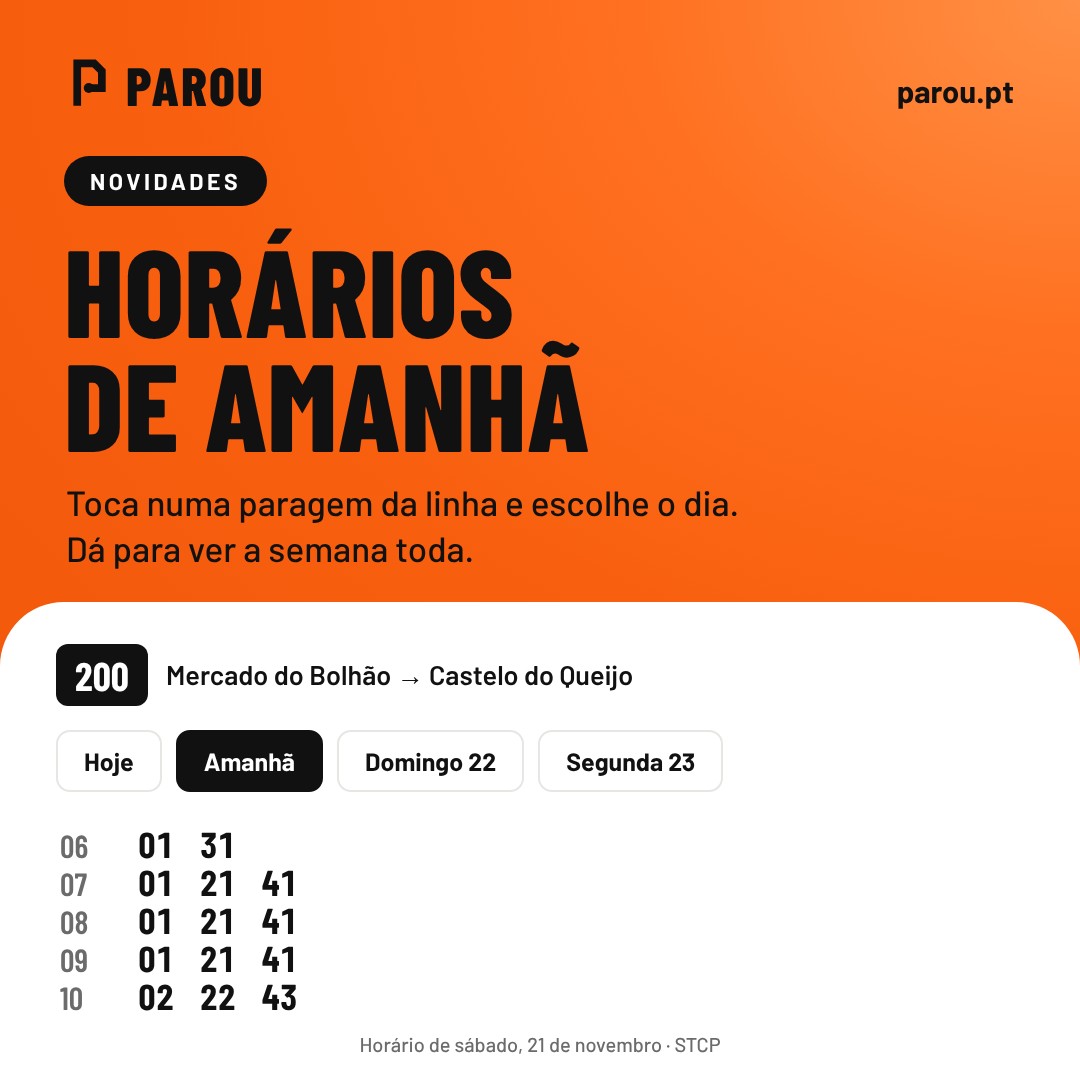 PAROU
parou.pt
NOVIDADES
HORÁRIOS
DE AMANHÃ
Toca numa paragem da linha e escolhe o dia.
Dá para ver a semana toda.
200 Mercado do Bolhão → Castelo do Queijo
Hoje Amanhã Domingo 22 Segunda 23
06 01 31
07 01 21 41
08 01 21 41
09 01 21 41
10 02 22 43
Horário de sábado, 21 de novembro · STCP